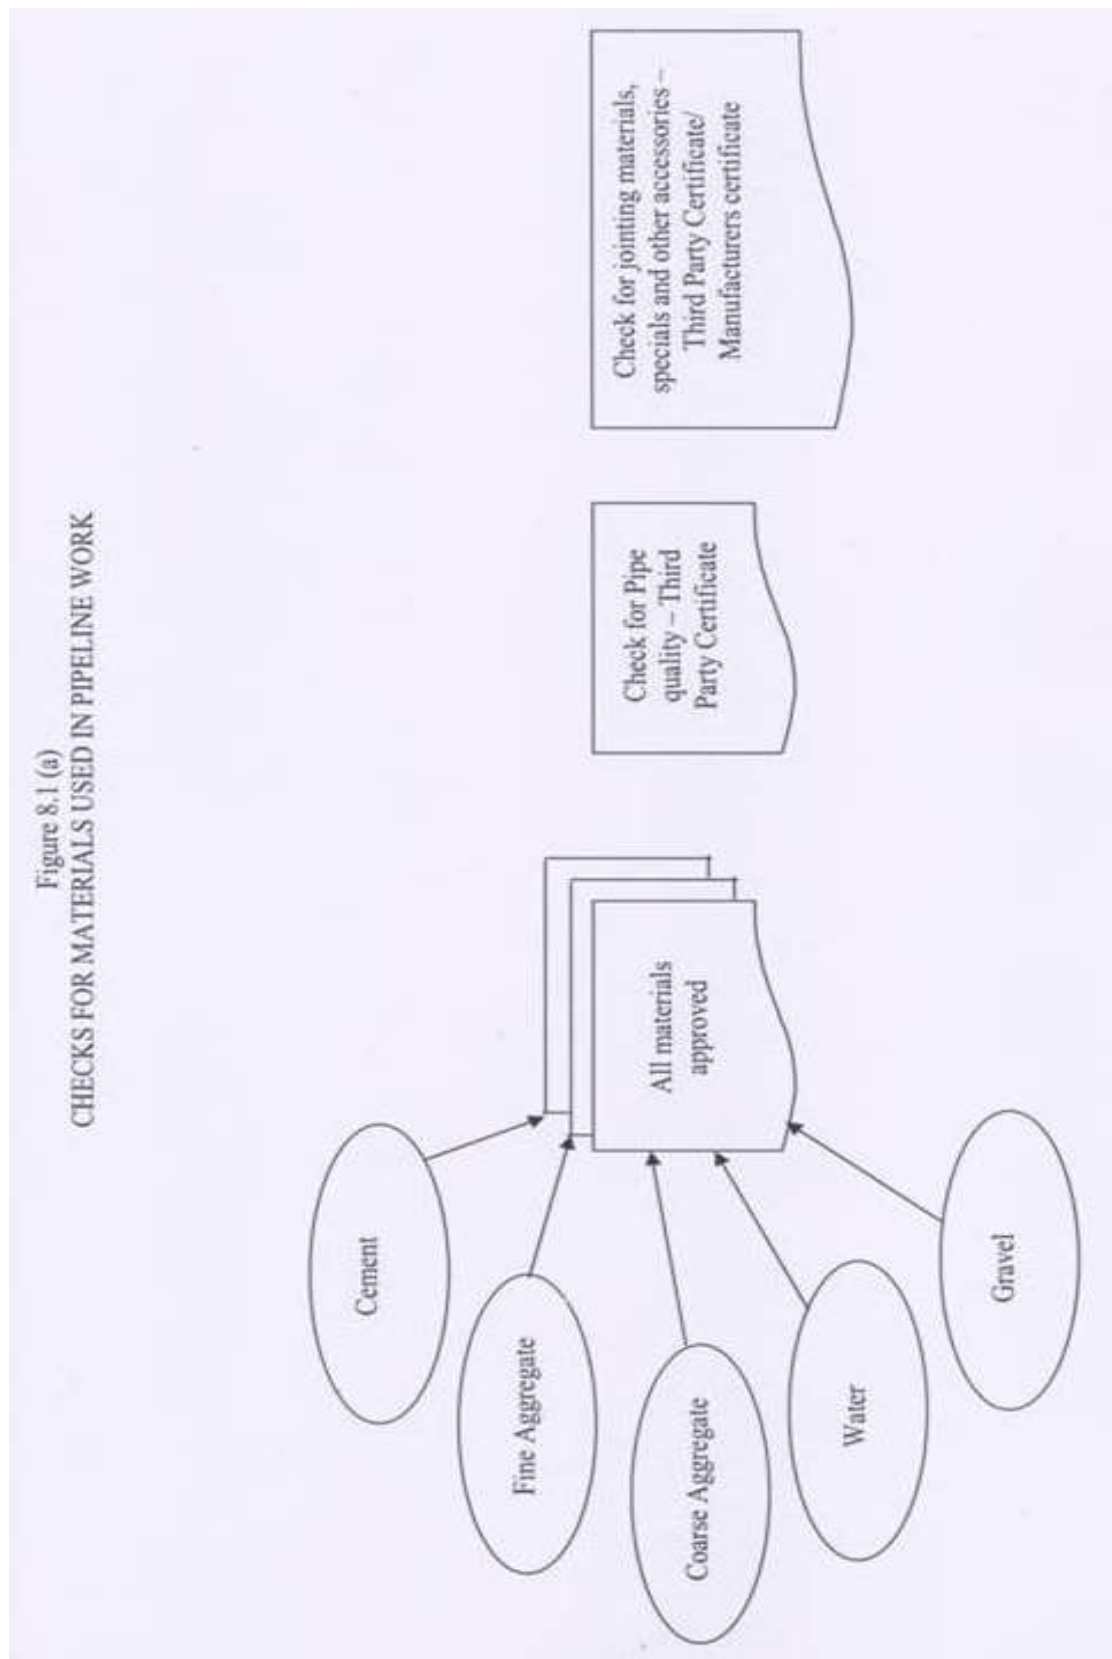 Figure 8.1 (a)
CHECKS FOR MATERIALS USED IN PIPELINE WORK
Cement
Fine Aggregate
Coarse Aggregate
Water
Gravel
All materials
approved
Check for Pipe
quality – Third
Party Certificate
Check for jointing materials,
specials and other accessories –
Third Party Certificate/
Manufacturers certificate